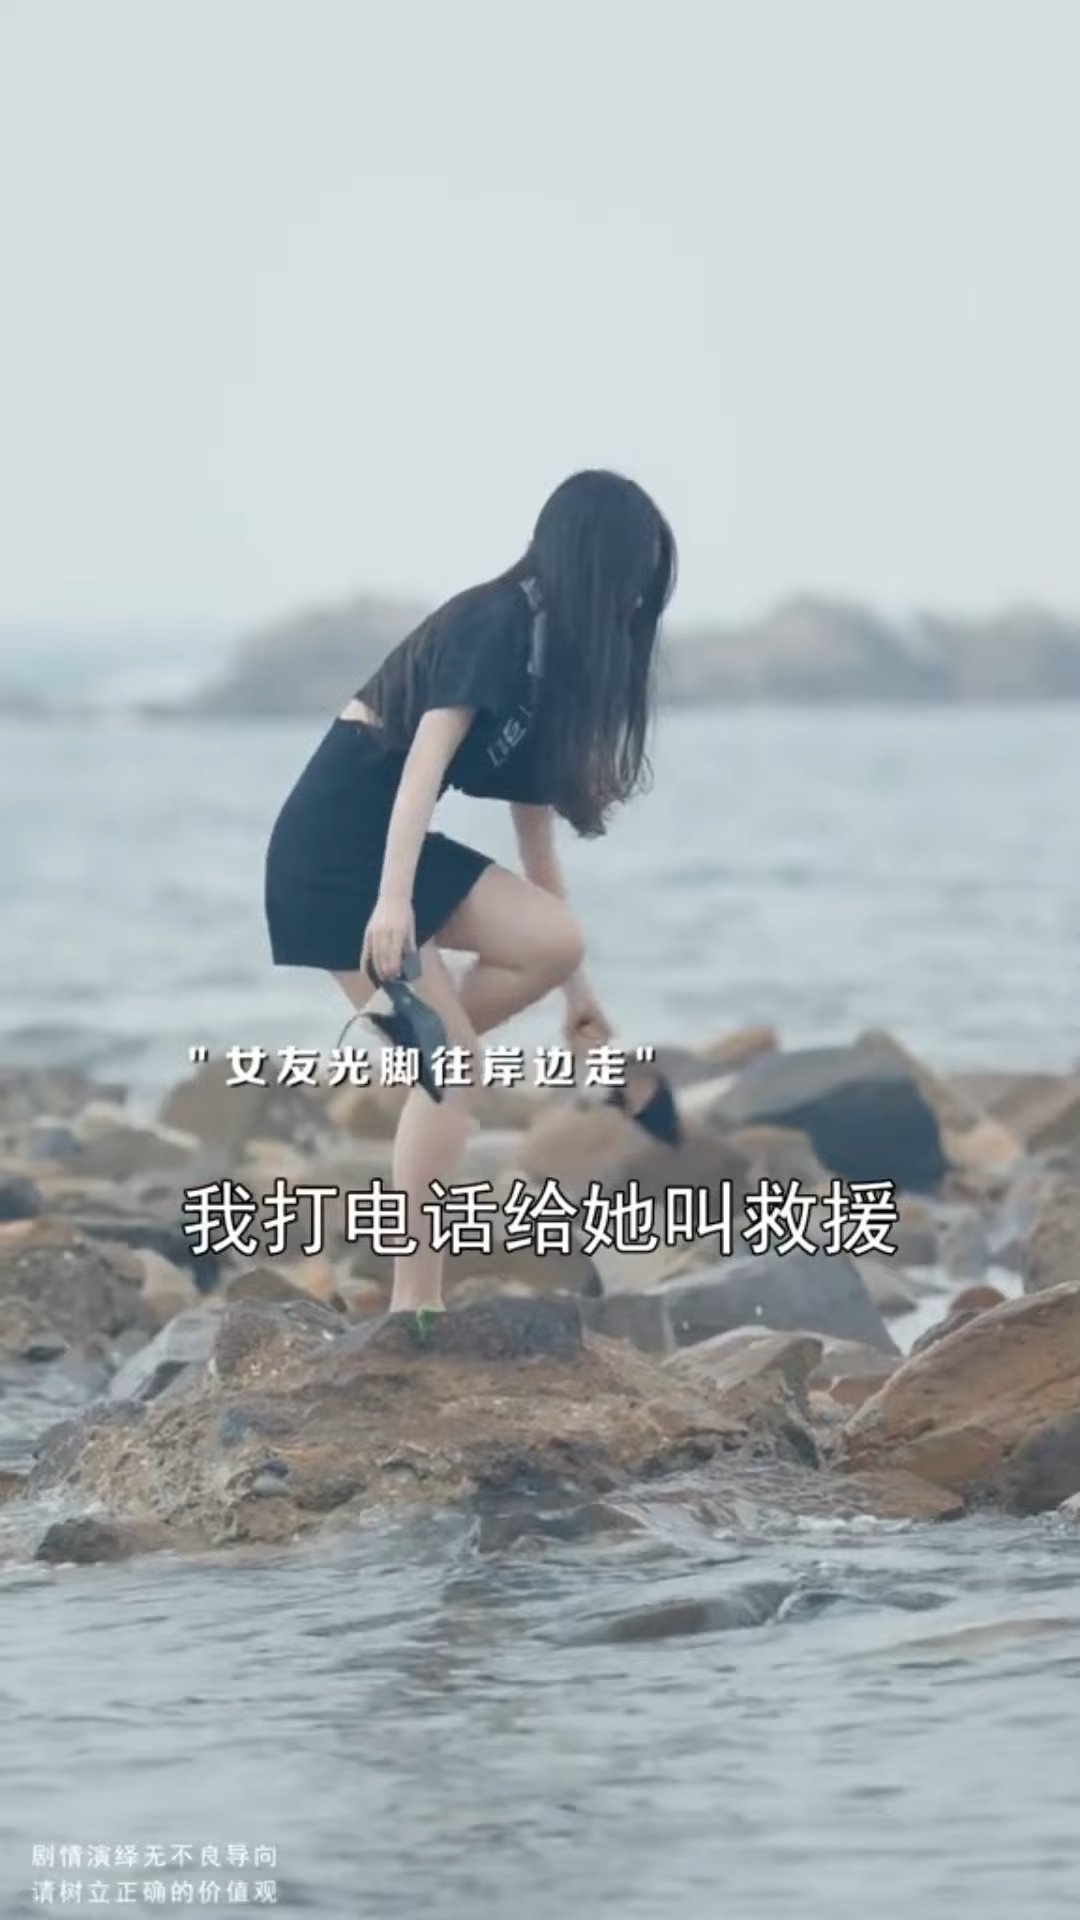 "女友光脚往岸边走"
我打电话给她叫救援
剧情演绎无不良导向
请树立正确的价值观